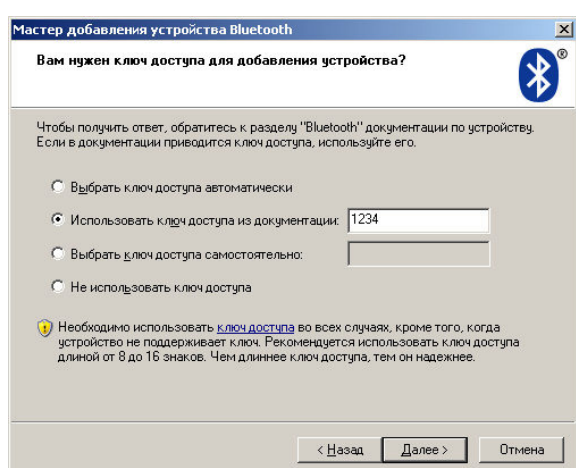 Мастер добавления устройства Bluetooth
Вам нужен ключ доступа для добавления устройства?
®
Чтобы получить ответ, обратитесь к разделу "Bluetooth" документации по устройству.
Если в документации приводится ключ доступа, используйте его.
Выбрать ключ доступа автоматически
Использовать ключ доступа из документации: 1234
Выбрать ключ доступа самостоятельно:
Не использовать ключ доступа
Необходимо использовать ключ доступа во всех случаях, кроме того, когда
устройство не поддерживает ключ. Рекомендуется использовать ключ доступа
длиной от 8 до 16 знаков. Чем длиннее ключ доступа, тем он надежнее.
< Назад Далее > Отмена